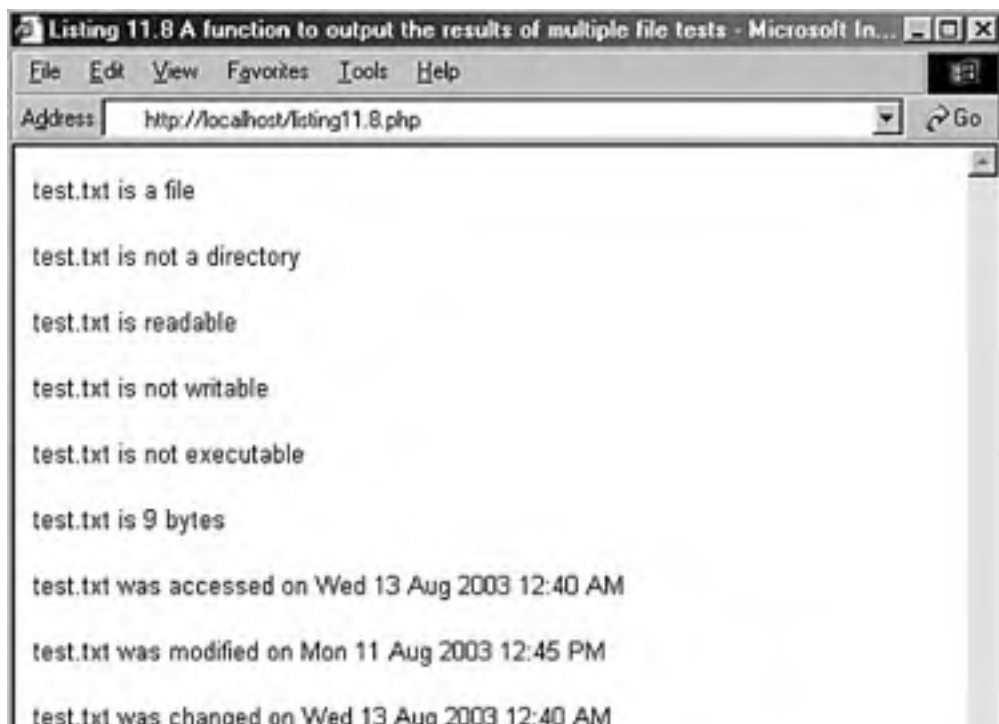 Listing 11.8 A function to output the results of multiple file tests - Microsoft In...
File Edit View Favorites Tools Help
Address http://localhost/listing11.8.php Go
test.txt is a file
test.txt is not a directory
test.txt is readable
test.txt is not writable
test.txt is not executable
test.txt is 9 bytes
test.txt was accessed on Wed 13 Aug 2003 12:40 AM
test.txt was modified on Mon 11 Aug 2003 12:45 PM
test.txt was changed on Wed 13 Aug 2003 12:40 AM